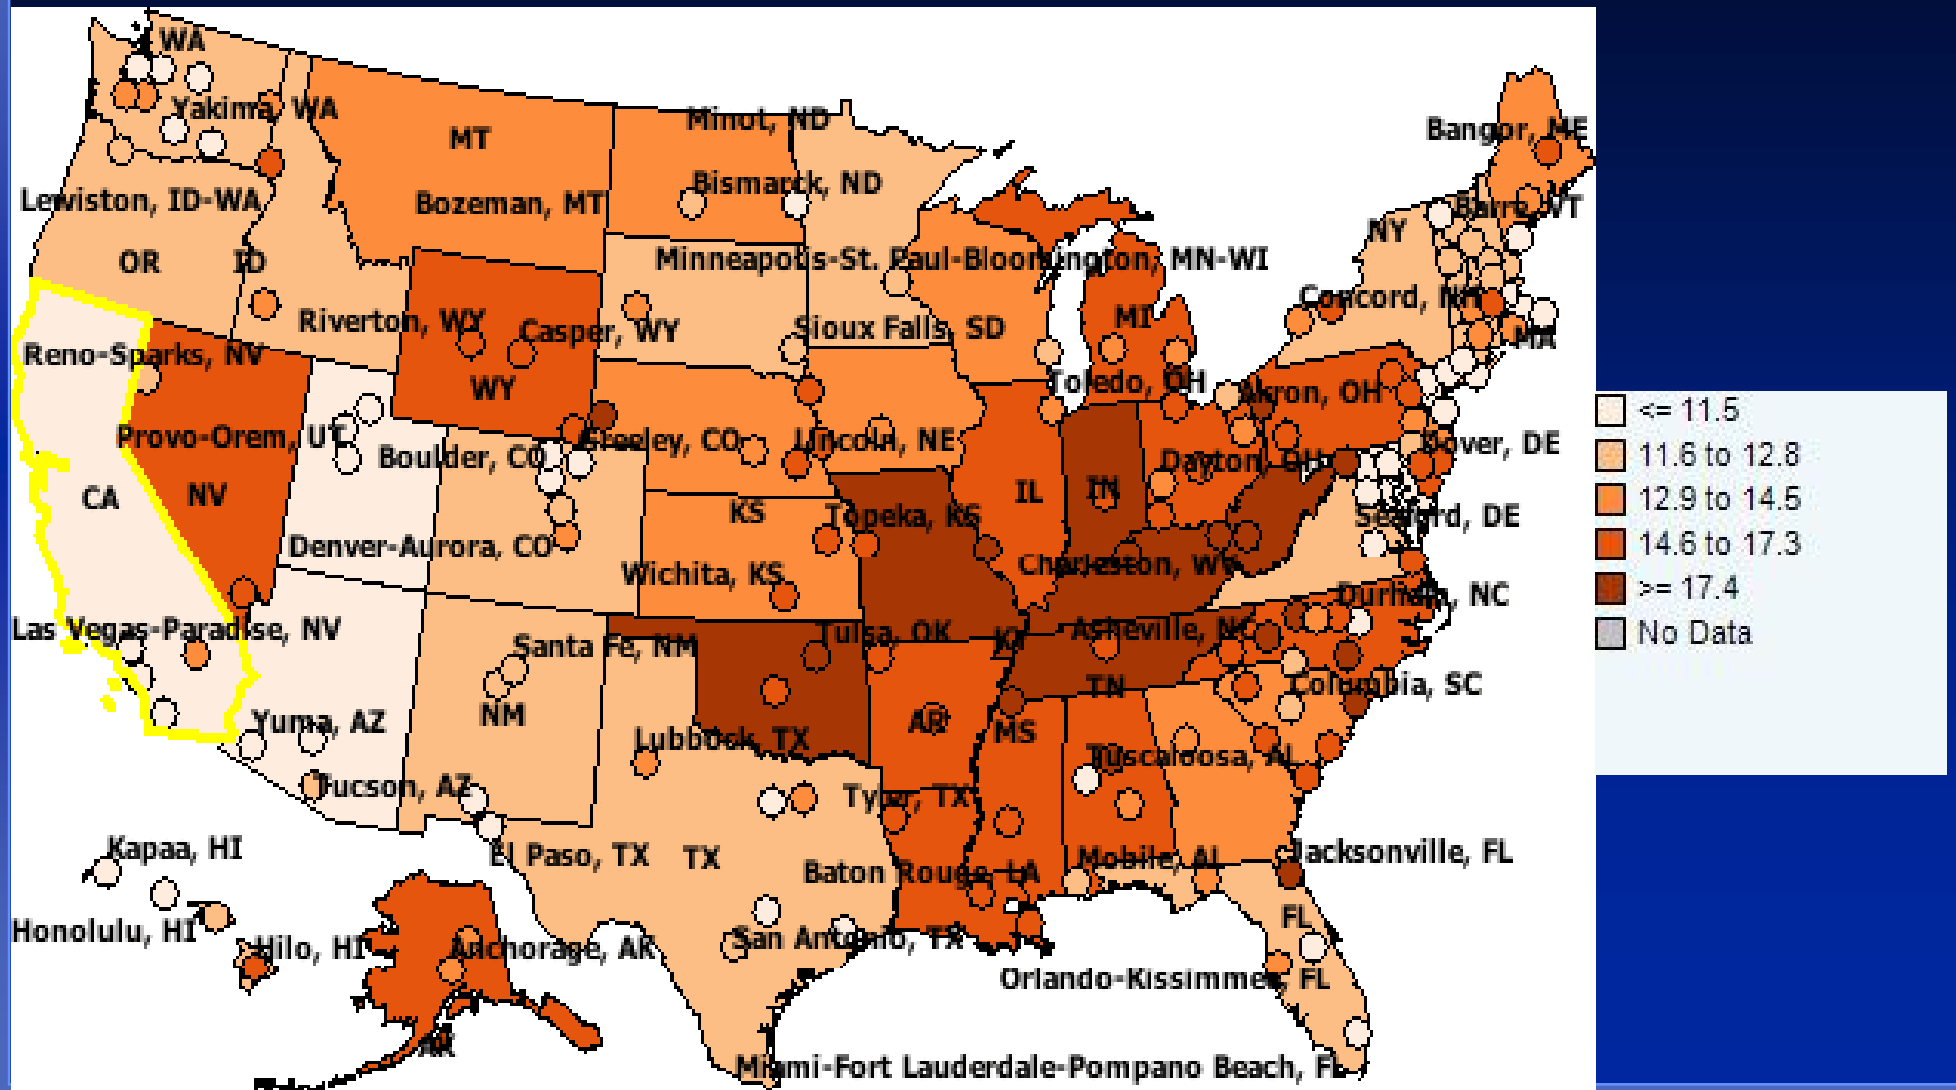 WA
Yakima, WA
MT
Minot, ND
Bangor, ME
Lewiston, ID-WA
Bozeman, MT
Bismarck, ND
Barre, VT
NY
OR
ID
Minneapolis-St. Paul-Bloomington, MN-WI
Concord, NH
Riverton, WY
Casper, WY
Sioux Falls, SD
MI
MA
Reno-Sparks, NV
WY
Toledo, OH
Akron, OH
<= 11.5
Provo-Orem, UT
Boulder, CO
Greeley, CO
Lincoln, NE
Dayton, OH
Dover, DE
11.6 to 12.8
CA
NV
IL
IN
12.9 to 14.5
KS
Topeka, KS
Seaford, DE
Denver-Aurora, CO
14.6 to 17.3
Wichita, KS
Charleston, WV
Durham, NC
>= 17.4
Las Vegas-Paradise, NV
Santa Fe, NM
Tulsa, OK
KY
Asheville, NC
No Data
TN
Columbia, SC
Yuma, AZ
NM
Lubbock, TX
AR
MS
Tuscaloosa, AL
Tucson, AZ
Tyler, TX
Kapaa, HI
El Paso, TX
TX
Baton Rouge, LA
Mobile, AL
Jacksonville, FL
FL
Honolulu, HI
Hilo, HI
Anchorage, AK
San Antonio, TX
Orlando-Kissimmee, FL
AK
Miami-Fort Lauderdale-Pompano Beach, FL